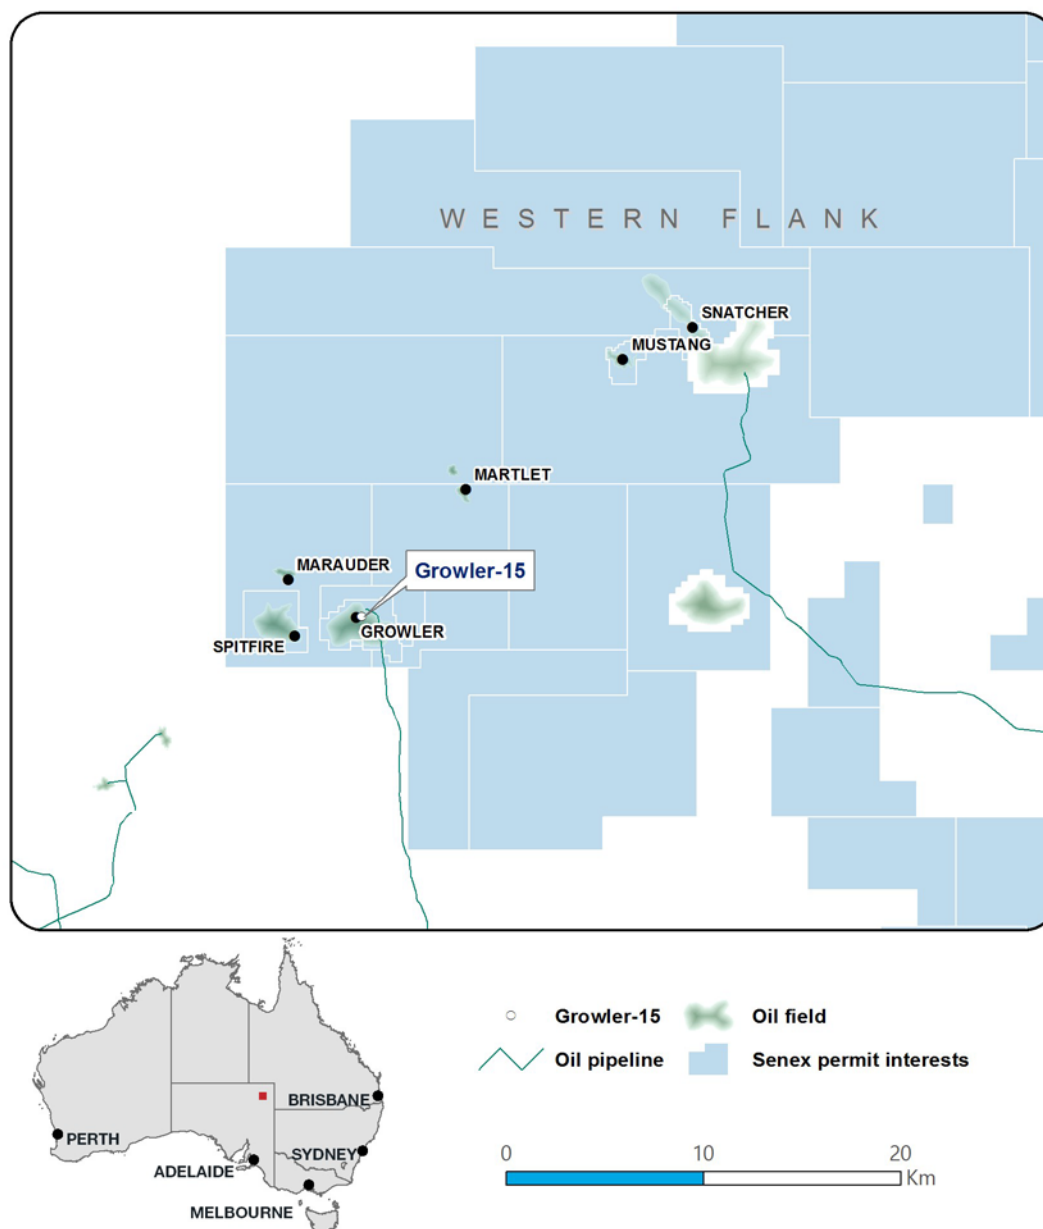 WESTERN FLANK
SNATCHER
MUSTANG
MARTLET
MARAUDER
Growler-15
GROWLER
SPITFIRE
Growler-15
Oil field
Oil pipeline
Senex permit interests
BRISBANE
PERTH
SYDNEY
ADELAIDE
MELBOURNE
0 10 20
Km